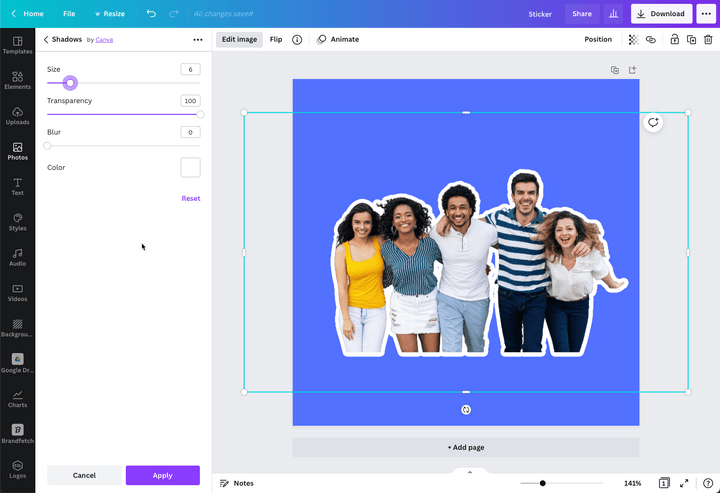 Home
File
Resize
All changes saved
Sticker
Share
Download
Templates
Elements
Uploads
Photos
Text
Styles
Audio
Videos
Backgrou...
Google Dr...
Charts
Brandfetch
Logos
Shadows by Canva
Size
6
Transparency
100
Blur
0
Color
Reset
Cancel
Apply
Edit image
Flip
Animate
Position
+ Add page
Notes
141%
1